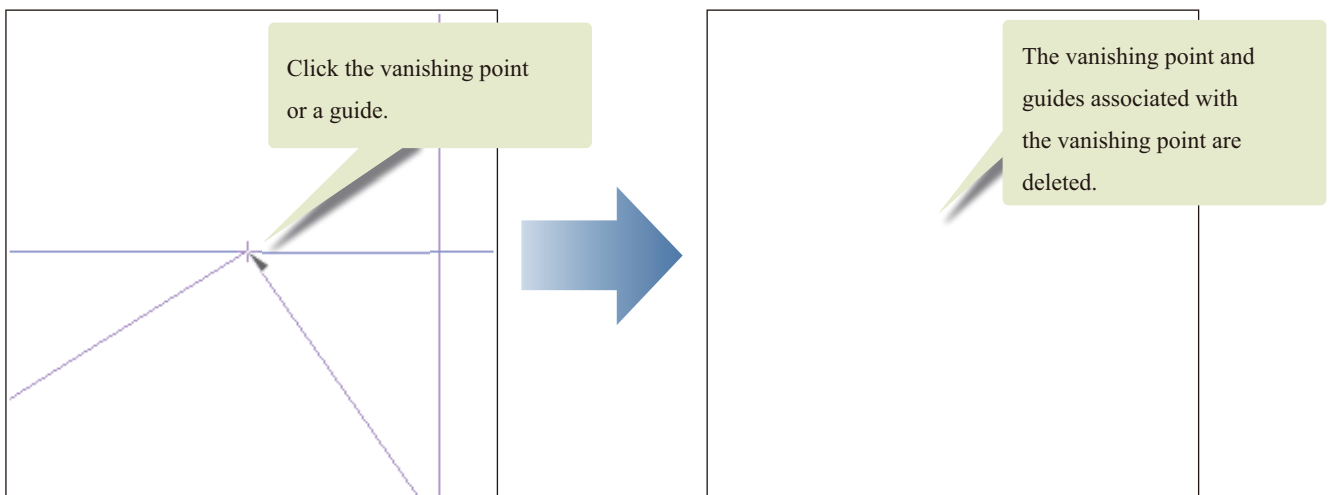 Click the vanishing point
or a guide.
The vanishing point and
guides associated with
the vanishing point are
deleted.